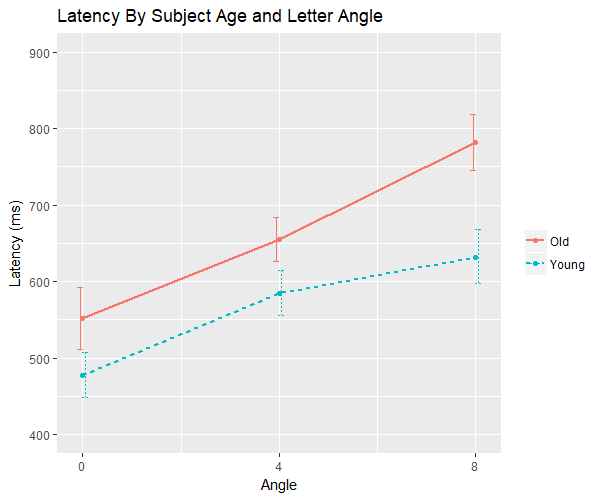 Latency By Subject Age and Letter Angle
900
800
700
600
500
400
Latency (ms)
0 4 8
Angle
Old
Young